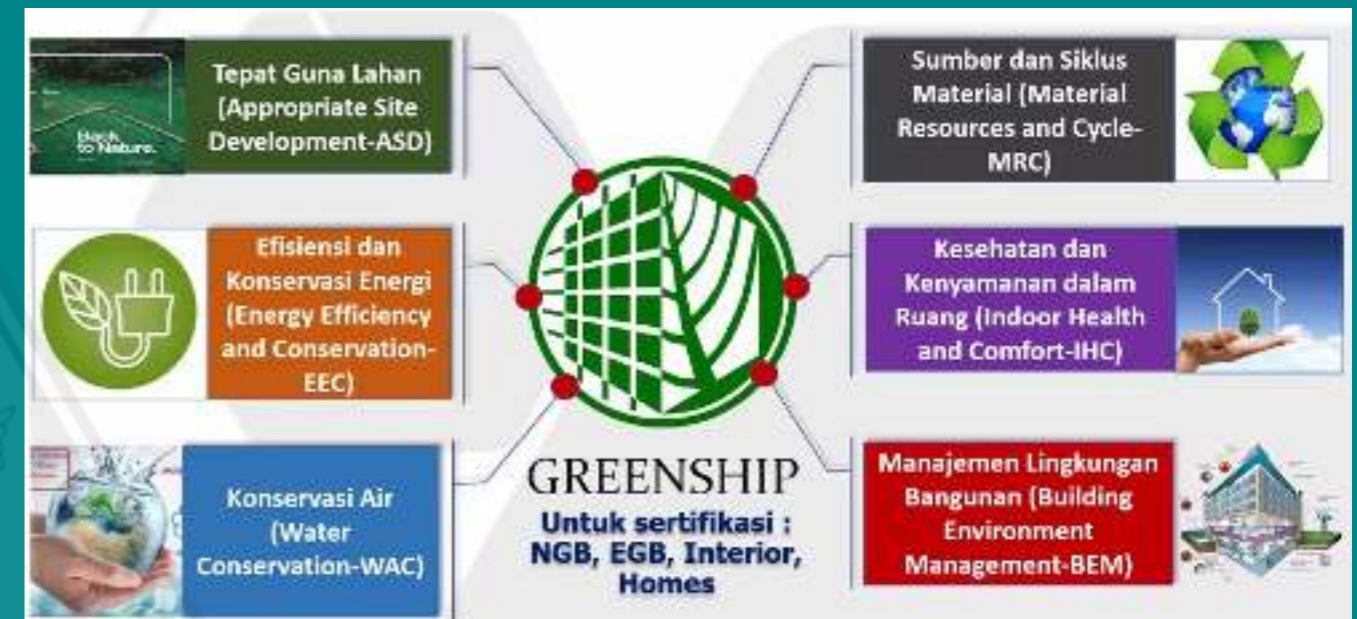 Back
to Nature.
Tepat Guna Lahan
(Appropriate Site
Development-ASD)
Efisiensi dan
Konservasi Energi
(Energy Efficiency
and Conservation-
EEC)
Konservasi Air
(Water
Conservation-WAC)
GREENSHIP
Untuk sertifikasi :
NGB, EGB, Interior,
Homes
Sumber dan Siklus
Material (Material
Resources and Cycle-
MRC)
Kesehatan dan
Kenyamanan dalam
Ruang (Indoor Health
and Comfort-IHC)
Manajemen Lingkungan
Bangunan (Building
Environment
Management-BEM)